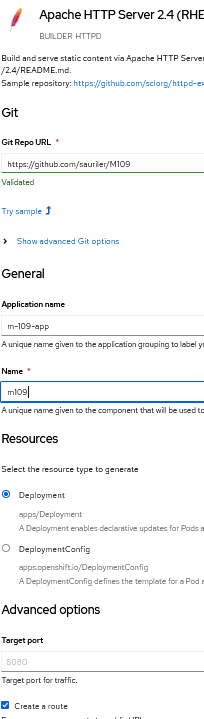 Apache HTTP Server 2.4 (RHE
BUILDER HTTPD
Build and serve static content via Apache HTTP Server
/2.4/README.md.
Sample repository: https://github.com/sclorg/httpd-ex
Git
Git Repo URL *
https://github.com/sauriler/M109
Validated
Try sample
Show advanced Git options
General
Application name
m-109-app
A unique name given to the application grouping to label yo
Name *
m109
A unique name given to the component that will be used to
Resources
Select the resource type to generate
Deployment
apps/Deployment
A Deployment enables declarative updates for Pods a
DeploymentConfig
apps.openshift.io/DeploymentConfig
A DeploymentConfig defines the template for a Pod a
Advanced options
Target port
8080
Target port for traffic.
Create a route